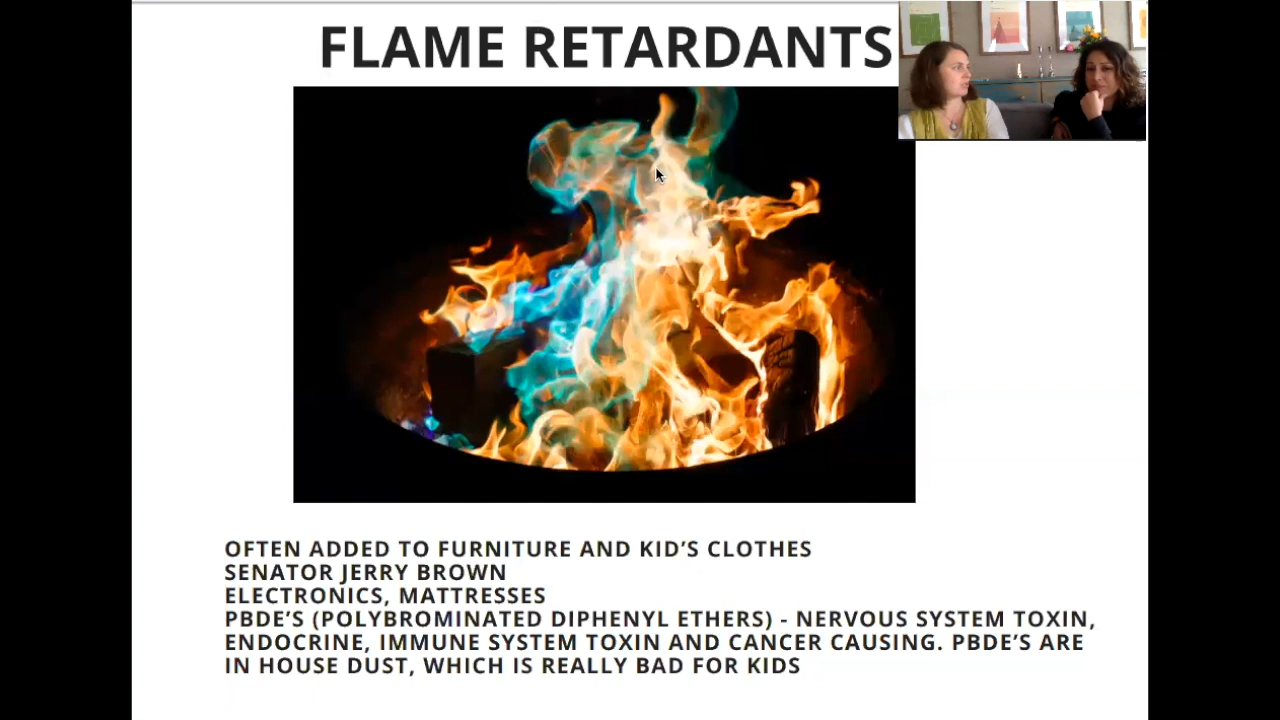 FLAME RETARDANTS
OFTEN ADDED TO FURNITURE AND KID'S CLOTHES
SENATOR JERRY BROWN
ELECTRONICS, MATTRESSES
PBDE'S (POLYBROMINATED DIPHENYL ETHERS) - NERVOUS SYSTEM TOXIN,
ENDOCRINE, IMMUNE SYSTEM TOXIN AND CANCER CAUSING. PBDE'S ARE
IN HOUSE DUST, WHICH IS REALLY BAD FOR KIDS